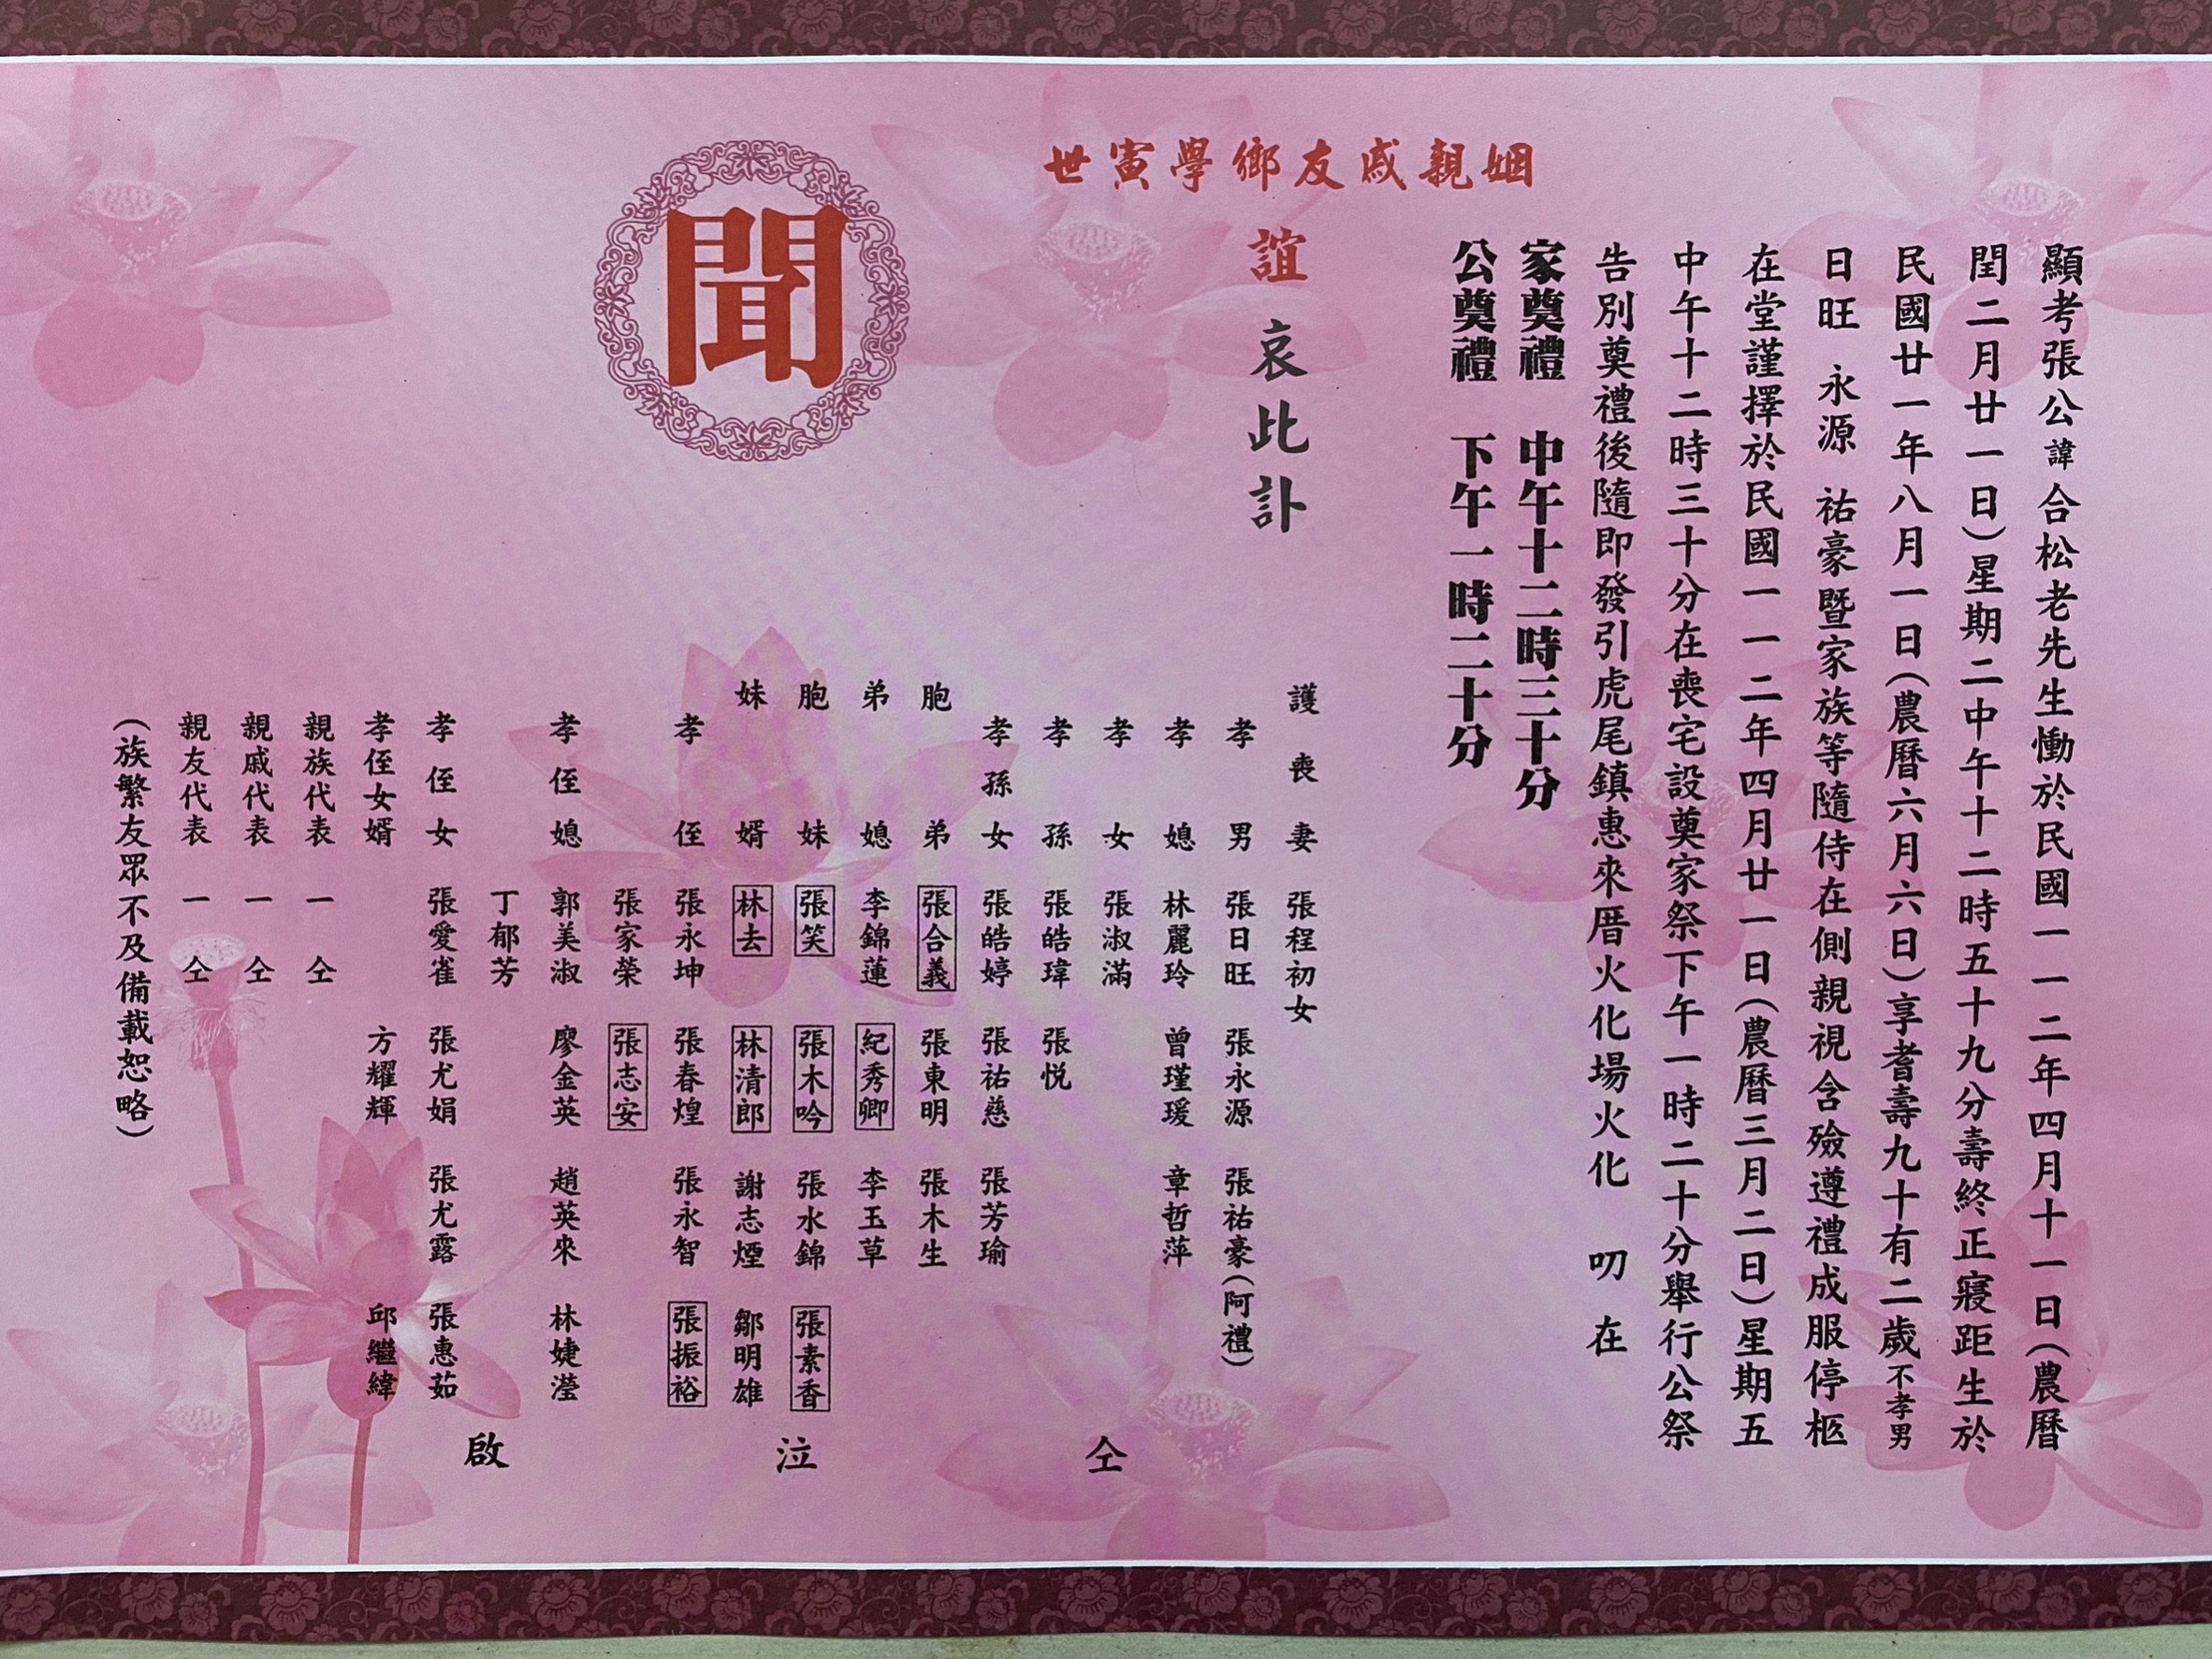 顯考張公諱合松老先生慟於民國一一二年四月十一日(農曆
閏二月廿一日)星期二中午十二時五十九分壽終正寢距生於
民國廿一年八月一日(農曆六月六日)享耆壽九十有二歲不孝男
日旺 永源 祐豪暨家族等隨侍在側親視含殮遵禮成服停柩
在堂謹擇於民國一一二年四月廿一日(農曆三月二日)星期五
中午十二時三十分在喪宅設奠家祭下午一時二十分舉行公祭
告別奠禮後隨即發引虎尾鎮惠來厝火化場火化 叨 在
家奠禮 中午十二時三十分
公奠禮 下午一時二十分
姻親戚友鄉學寅世
誼 哀此訃
聞
護喪妻 張程初女
孝男 張日旺 張永源 張祐豪(阿禮)
孝媳 林麗玲 曾瑾瑗 章哲萍
孝女 張淑滿
孝孫 張皓瑋 張悦
孝孫女 張皓婷 張祐慈 張芳瑜
胞弟 張合義 張東明 張木生
弟媳 李錦蓮 紀秀卿 李玉草
胞妹 張笑 張木吟 張水錦 張素香
妹婿 林去 林清郎 謝志煙 鄒明雄
孝侄 張永坤 張春煌 張永智 張振裕
張家榮 張志安
孝侄媳 郭美淑 廖金英 趙英來 林婕瀅
丁郁芳
孝侄女 張愛雀 張尤娟 張尤露 張惠茹
孝侄女婿 方耀輝 邱繼緯
親族代表 一仝
親戚代表 一仝
親友代表 一仝
(族繁友眾不及備載恕略)
仝 泣 啟